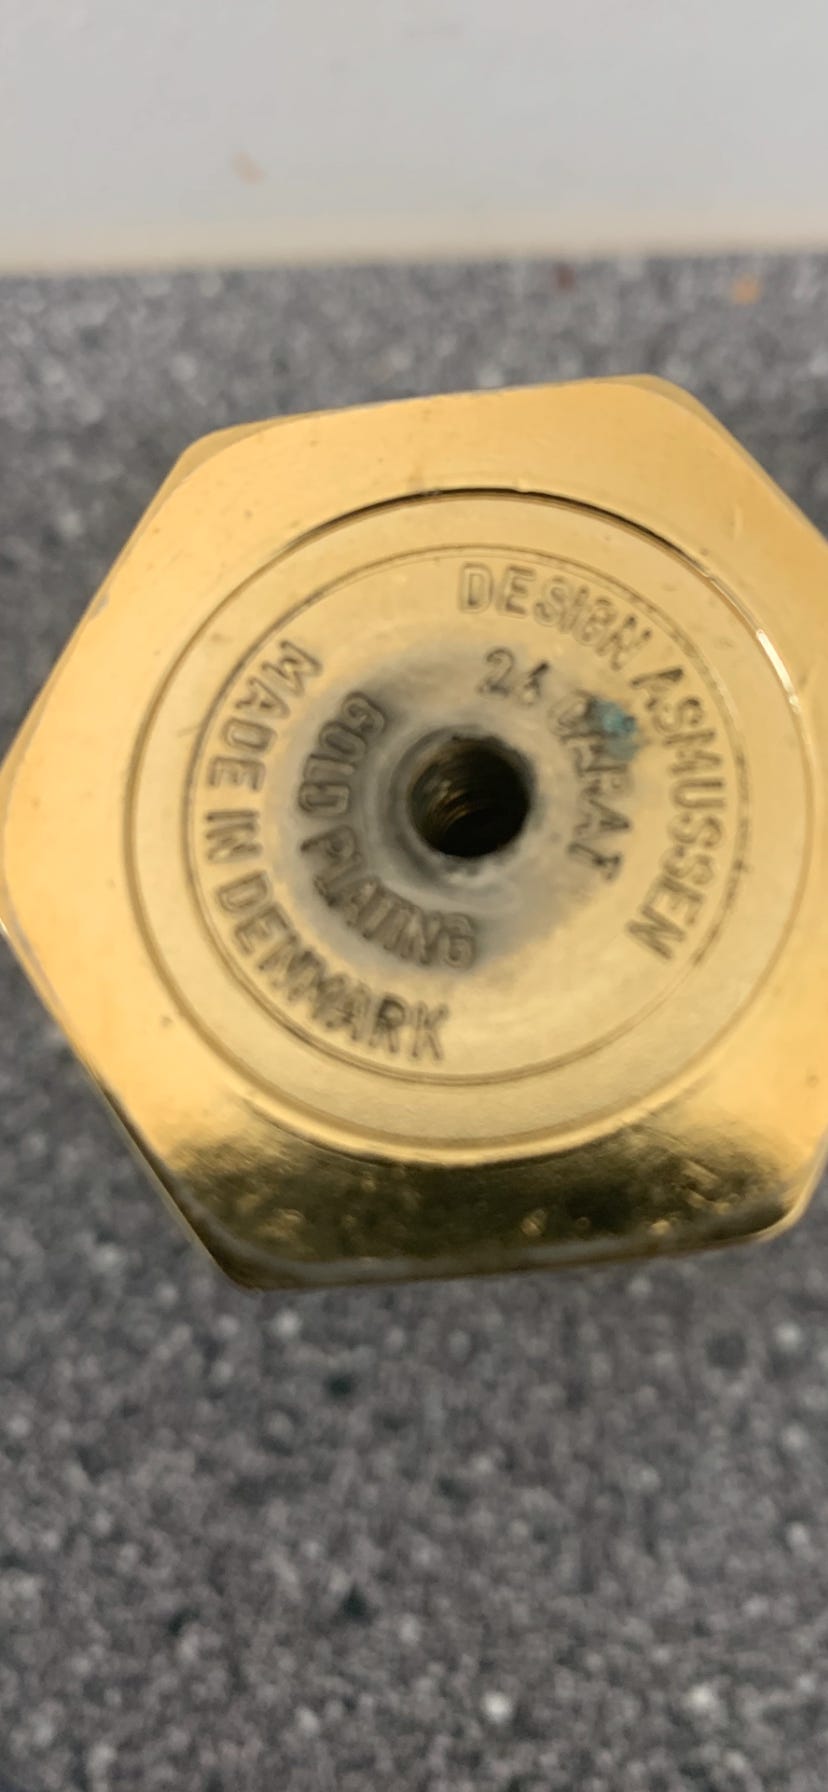 DESIGN ASMUSSEN
24 CARAT
GOLD PLATING
MADE IN DENMARK